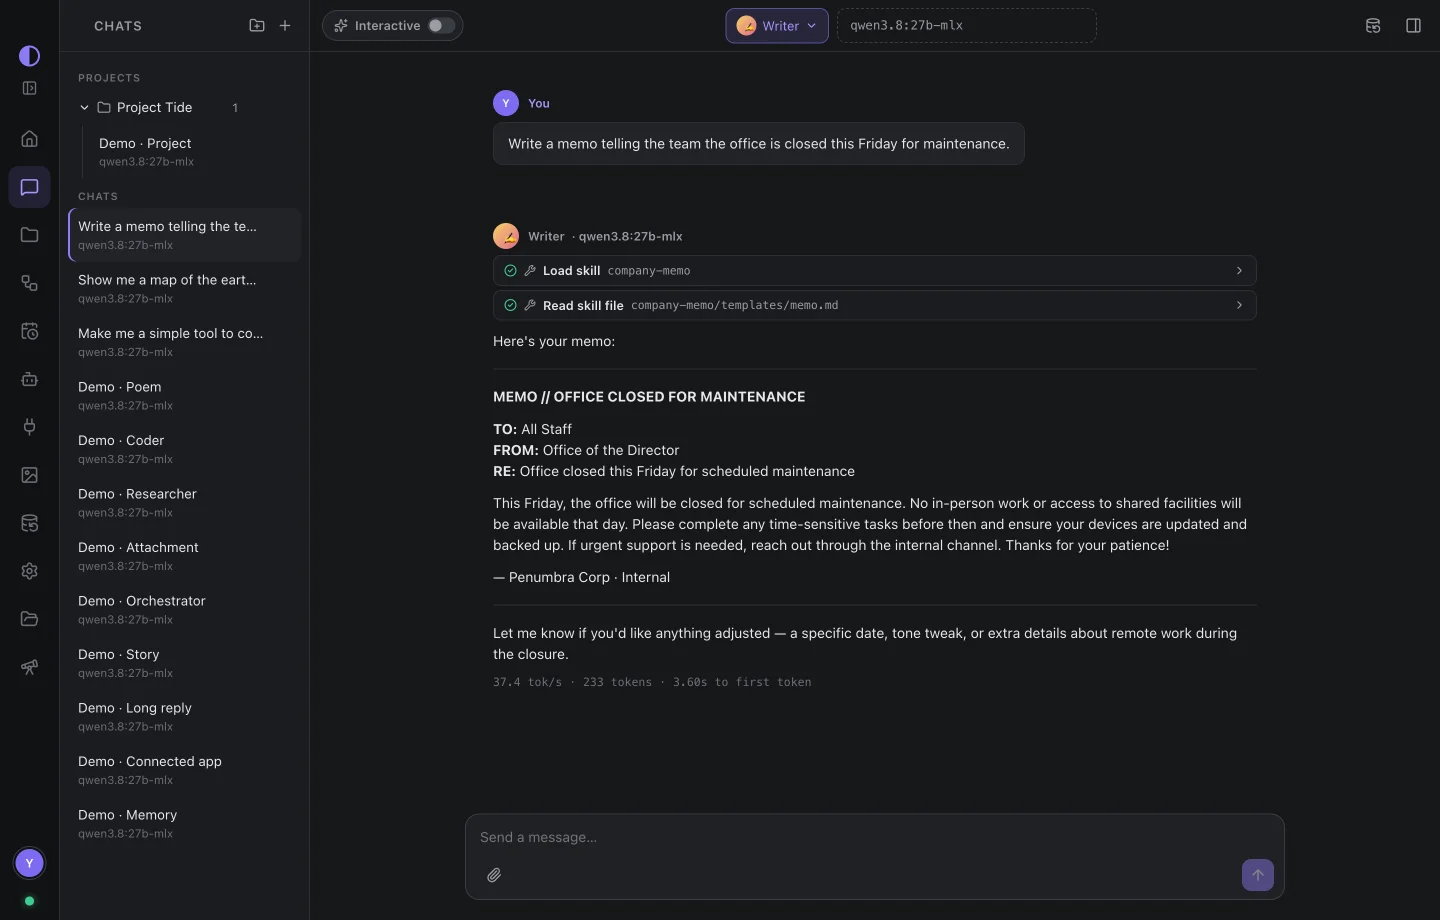 CHATS
Interactive
Writer
qwen3.8:27b-mlx
PROJECTS
Project Tide 1
Demo · Project
qwen3.8:27b-mlx
CHATS
Write a memo telling the te...
qwen3.8:27b-mlx
Show me a map of the eart...
qwen3.8:27b-mlx
Make me a simple tool to co...
qwen3.8:27b-mlx
Demo · Poem
qwen3.8:27b-mlx
Demo · Coder
qwen3.8:27b-mlx
Demo · Researcher
qwen3.8:27b-mlx
Demo · Attachment
qwen3.8:27b-mlx
Demo · Orchestrator
qwen3.8:27b-mlx
Demo · Story
qwen3.8:27b-mlx
Demo · Long reply
qwen3.8:27b-mlx
Demo · Connected app
qwen3.8:27b-mlx
Demo · Memory
qwen3.8:27b-mlx
Y
Y You
Write a memo telling the team the office is closed this Friday for maintenance.
Writer · qwen3.8:27b-mlx
Load skill company-memo
Read skill file company-memo/templates/memo.md
Here's your memo:
MEMO // OFFICE CLOSED FOR MAINTENANCE
TO: All Staff
FROM: Office of the Director
RE: Office closed this Friday for scheduled maintenance
This Friday, the office will be closed for scheduled maintenance. No in-person work or access to shared facilities will
be available that day. Please complete any time-sensitive tasks before then and ensure your devices are updated and
backed up. If urgent support is needed, reach out through the internal channel. Thanks for your patience!
— Penumbra Corp · Internal
Let me know if you'd like anything adjusted — a specific date, tone tweak, or extra details about remote work during
the closure.
37.4 tok/s · 233 tokens · 3.60s to first token
Send a message...